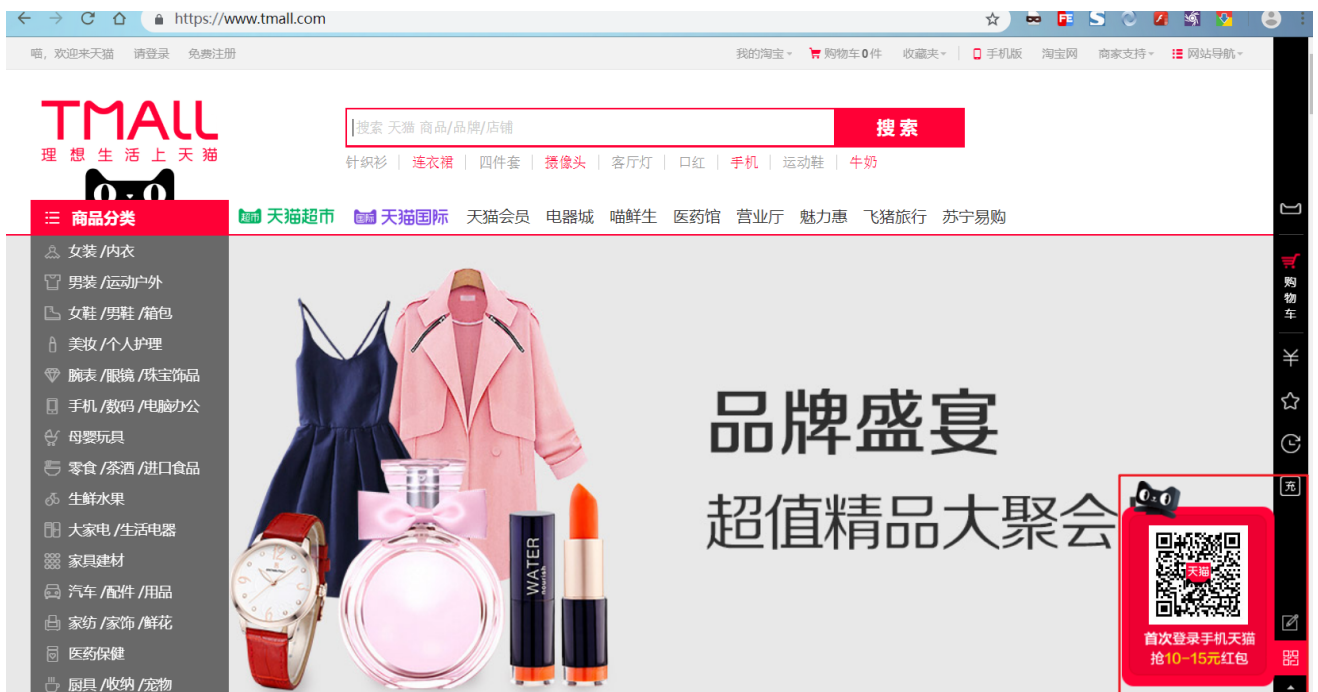 https://www.tmall.com
喵，欢迎来天猫 请登录 免费注册 我的淘宝 购物车0件 收藏夹 手机版 淘宝网 商家支持 网站导航
TMALL
理想生活上天猫
搜索 天猫 商品/品牌/店铺 搜索
针织衫 连衣裙 四件套 摄像头 客厅灯 口红 手机 运动鞋 牛奶
商品分类 超市 天猫超市 国际 天猫国际 天猫会员 电器城 喵鲜生 医药馆 营业厅 魅力惠 飞猪旅行 苏宁易购
女装 /内衣
男装 /运动户外
女鞋 /男鞋 /箱包
美妆 /个人护理
腕表 /眼镜 /珠宝饰品
手机 /数码 /电脑办公
母婴玩具
零食 /茶酒 /进口食品
生鲜水果
大家电 /生活电器
家具建材
汽车 /配件 /用品
家纺 /家饰 /鲜花
医药保健
厨具 /收纳 /宠物
品牌盛宴
超值精品大聚会
WATER
nourish
购物车
充
天猫
首次登录手机天猫
抢10-15元红包